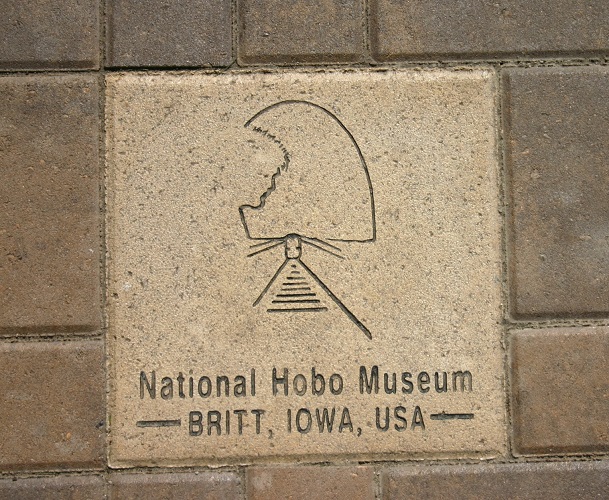 National Hobo Museum
BRITT, IOWA, USA